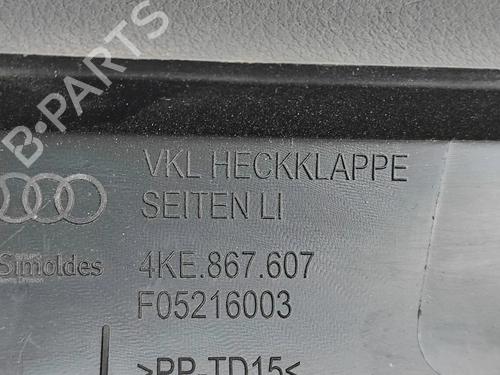 B-PARTS
VKL HECKKLAPPE
SEITEN LI
Simoldes
4KE.867.607
F05216003
>PP-TD15<